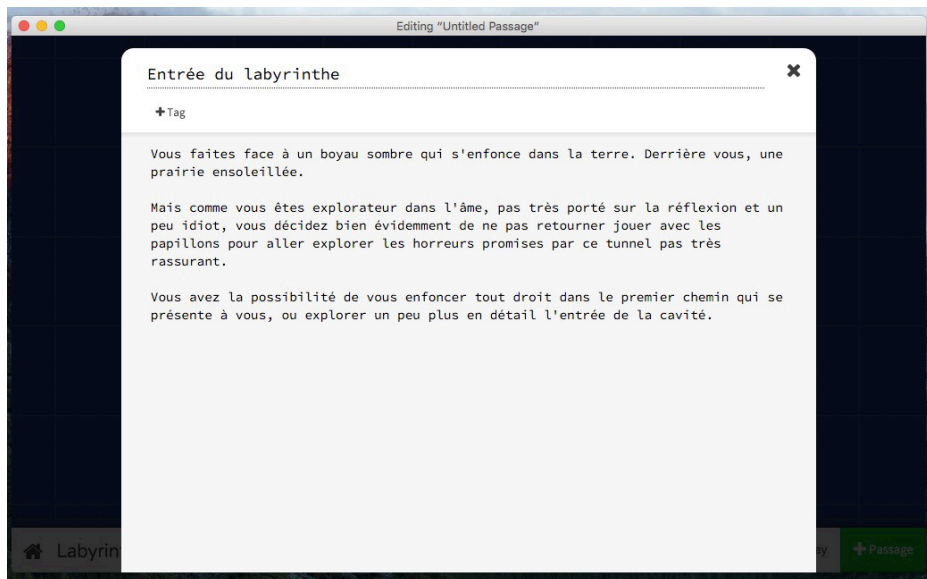 Editing “Untitled Passage”
Entrée du labyrinthe
+Tag
Vous faites face à un boyau sombre qui s'enfonce dans la terre. Derrière vous, une
prairie ensoleillée.
Mais comme vous êtes explorateur dans l'âme, pas très porté sur la réflexion et un
peu idiot, vous décidez bien évidemment de ne pas retourner jouer avec les
papillons pour aller explorer les horreurs promises par ce tunnel pas très
rassurant.
Vous avez la possibilité de vous enfoncer tout droit dans le premier chemin qui se
présente à vous, ou explorer un peu plus en détail l'entrée de la cavité.
Labyrin ay +Passage